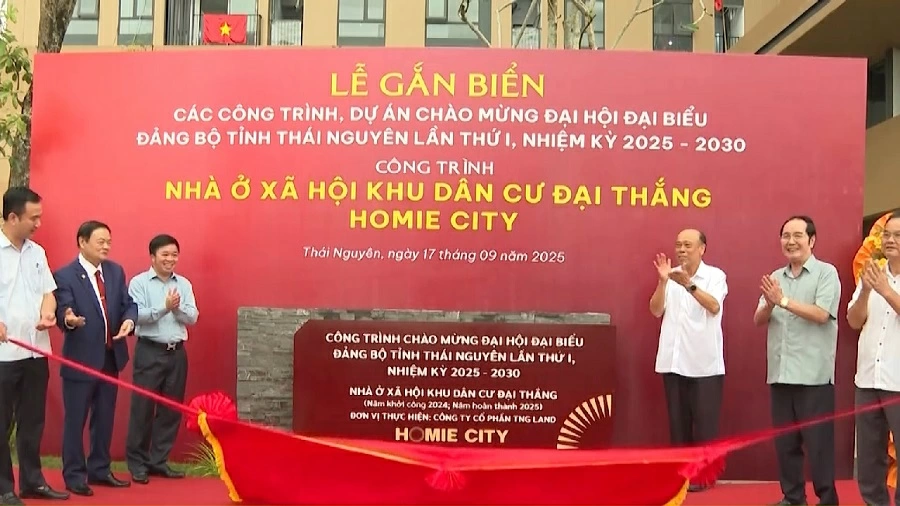 LỄ GẮN BIỂN
CÁC CÔNG TRÌNH, DỰ ÁN CHÀO MỪNG ĐẠI HỘI ĐẠI BIỂU
ĐẢNG BỘ TỈNH THÁI NGUYÊN LẦN THỨ I, NHIỆM KỲ 2025 - 2030
CÔNG TRÌNH
NHÀ Ở XÃ HỘI KHU DÂN CƯ ĐẠI THẮNG
HOMIE CITY
Thái Nguyên, ngày 17 tháng 09 năm 2025
CÔNG TRÌNH CHÀO MỪNG ĐẠI HỘI ĐẠI BIỂU
ĐẢNG BỘ TỈNH THÁI NGUYÊN LẦN THỨ I,
NHIỆM KỲ 2025 - 2030
NHÀ Ở XÃ HỘI KHU DÂN CƯ ĐẠI THẮNG
(Năm khởi công 2024; Năm hoàn thành 2025)
ĐƠN VỊ THỰC HIỆN: CÔNG TY CỔ PHẦN TNG LAND
HOMIE CITY